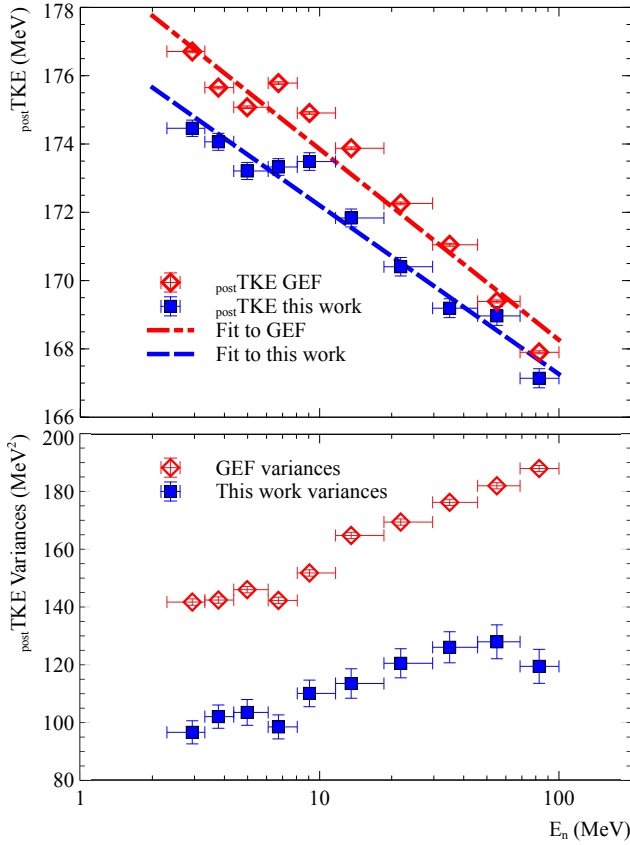 postTKE (MeV)
178
176
174
172
170
168
166
postTKE GEF
postTKE this work
Fit to GEF
Fit to this work
postTKE Variances (MeV²)
200
180
160
140
120
100
80
GEF variances
This work variances
1
10
100
En (MeV)